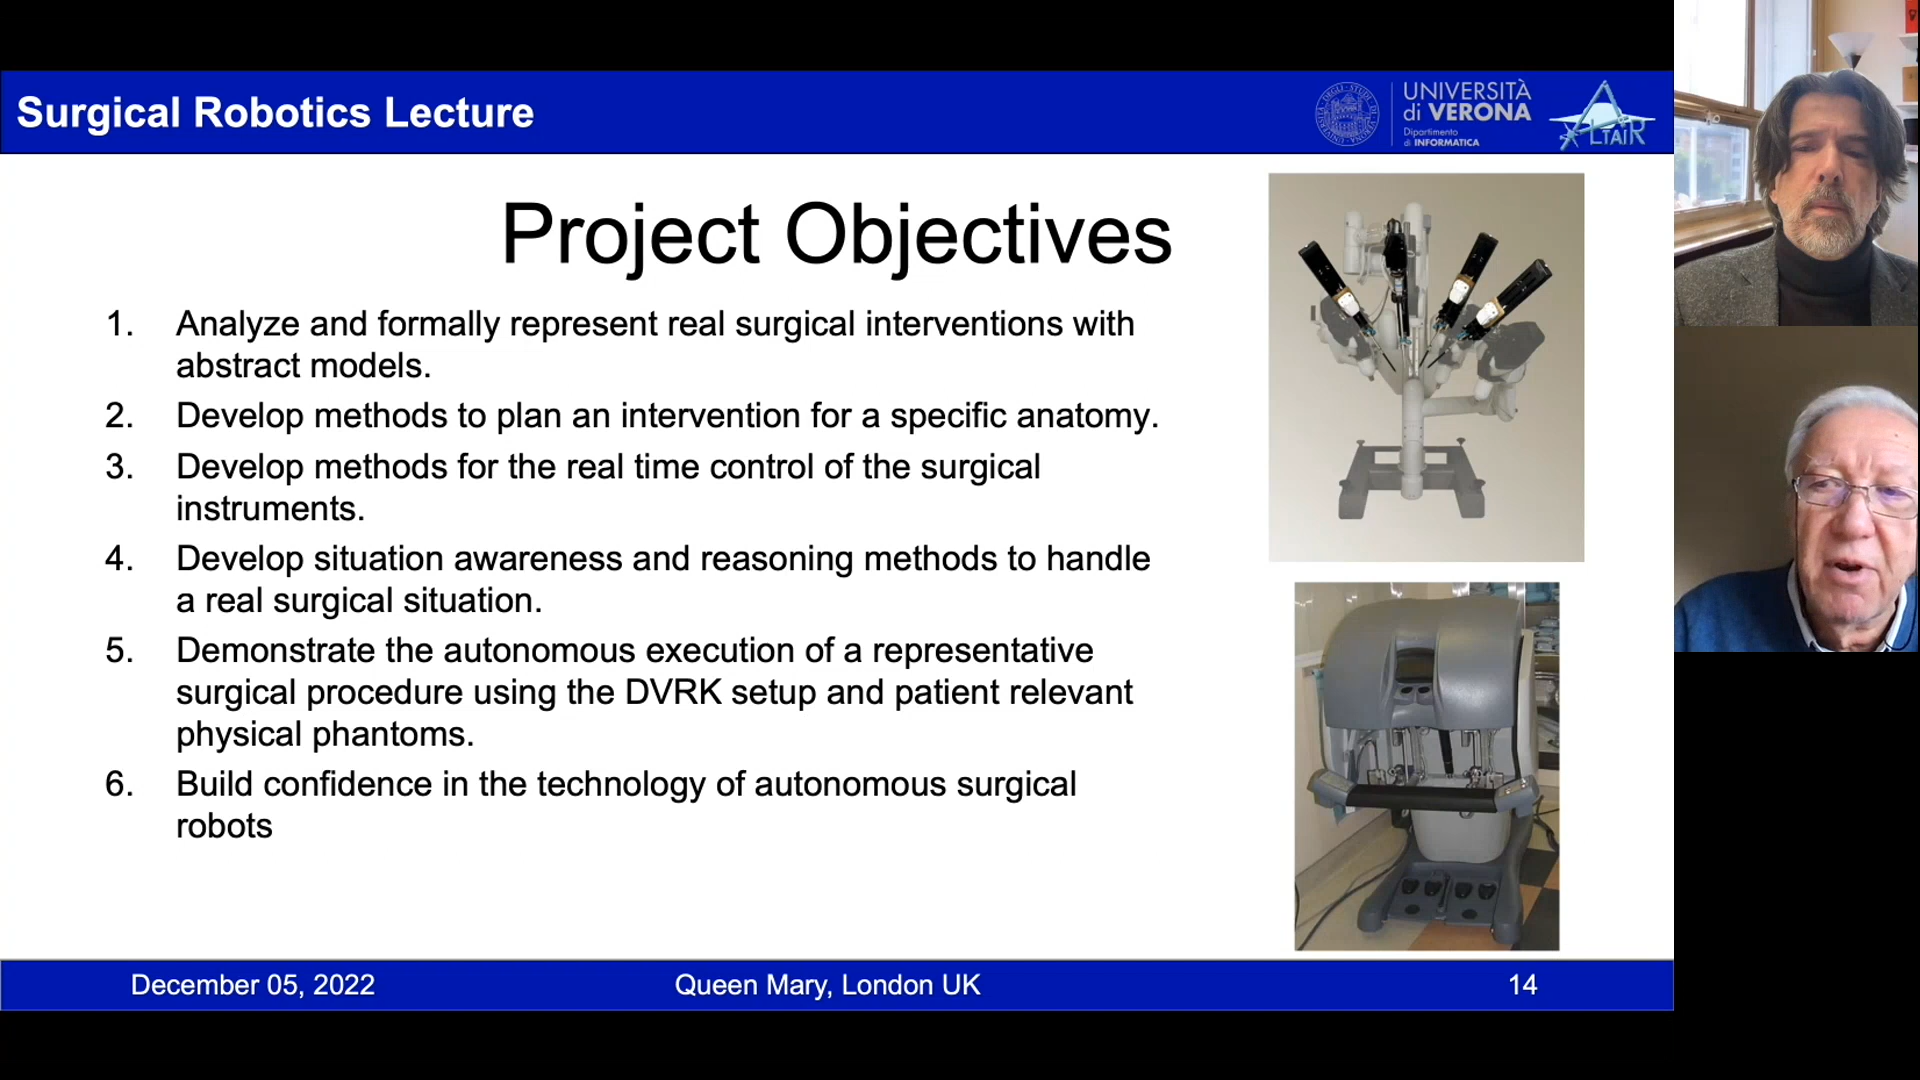 Surgical Robotics Lecture
UNIVERSITÀ
di VERONA
Dipartimento
di INFORMATICA
ALTAIR
Project Objectives
1. Analyze and formally represent real surgical interventions with
abstract models.
2. Develop methods to plan an intervention for a specific anatomy.
3. Develop methods for the real time control of the surgical
instruments.
4. Develop situation awareness and reasoning methods to handle
a real surgical situation.
5. Demonstrate the autonomous execution of a representative
surgical procedure using the DVRK setup and patient relevant
physical phantoms.
6. Build confidence in the technology of autonomous surgical
robots
December 05, 2022
Queen Mary, London UK
14